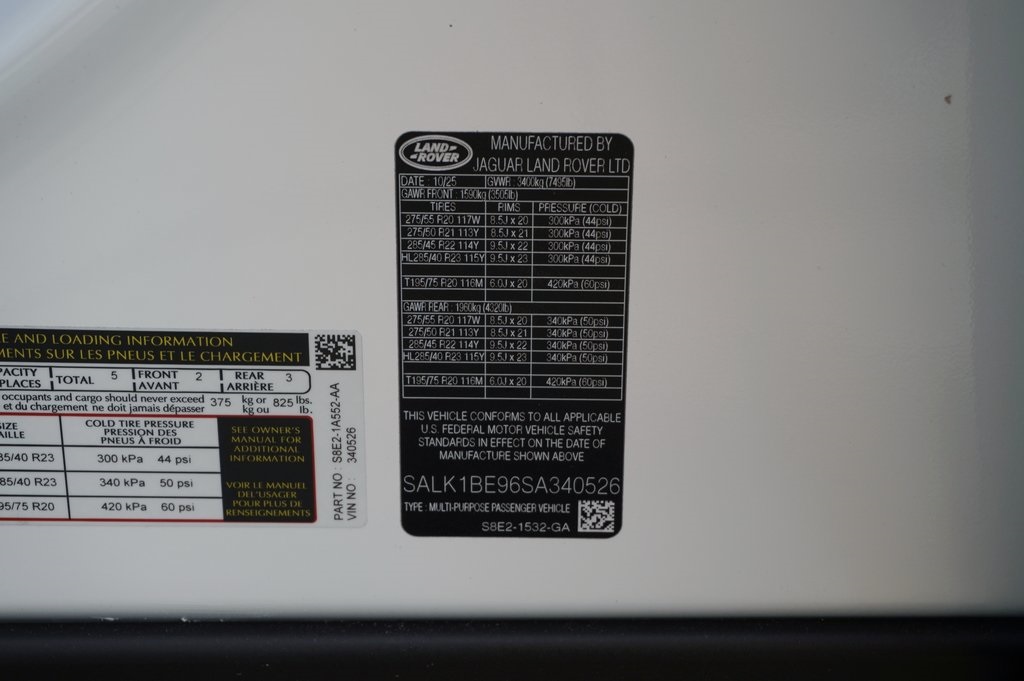 E AND LOADING INFORMATION
MENTS SUR LES PNEUS ET LE CHARGEMENT
PACITY PLACES TOTAL 5 FRONT AVANT 2 REAR ARRIÈRE 3
occupants and cargo should never exceed 375 kg or 825 lbs.
et du chargement ne doit jamais dépasser kg ou lb.
SIZE COLD TIRE PRESSURE
AILLE PRESSION DES
PNEUS À FROID
85/40 R23 300 kPa 44 psi
85/40 R23 340 kPa 50 psi
95/75 R20 420 kPa 60 psi
SEE OWNER'S
MANUAL FOR
ADDITIONAL
INFORMATION
VOIR LE MANUEL
DE L'USAGER
POUR PLUS DE
RENSEIGNEMENTS
PART NO : S8E2-1A552-AA
VIN NO : 340526
LAND-
-ROVER
MANUFACTURED BY
JAGUAR LAND ROVER LTD
DATE : 10/25 GVWR : 3400kg (7495lb)
GAWR FRONT : 1590kg (3505lb)
TIRES RIMS PRESSURE (COLD)
275/55 R20 117W 8.5J x 20 300kPa (44psi)
275/50 R21 113Y 8.5J x 21 300kPa (44psi)
285/45 R22 114Y 9.5J x 22 300kPa (44psi)
HL285/40 R23 115Y 9.5J x 23 300kPa (44psi)
T195/75 R20 116M 6.0J x 20 420kPa (60psi)
GAWR REAR : 1960kg (4320lb)
275/55 R20 117W 8.5J x 20 340kPa (50psi)
275/50 R21 113Y 8.5J x 21 340kPa (50psi)
285/45 R22 114Y 9.5J x 22 340kPa (50psi)
HL285/40 R23 115Y 9.5J x 23 340kPa (50psi)
T195/75 R20 116M 6.0J x 20 420kPa (60psi)
THIS VEHICLE CONFORMS TO ALL APPLICABLE
U.S. FEDERAL MOTOR VEHICLE SAFETY
STANDARDS IN EFFECT ON THE DATE OF
MANUFACTURE SHOWN ABOVE
SALK1BE96SA340526
TYPE : MULTI-PURPOSE PASSENGER VEHICLE
S8E2-1532-GA